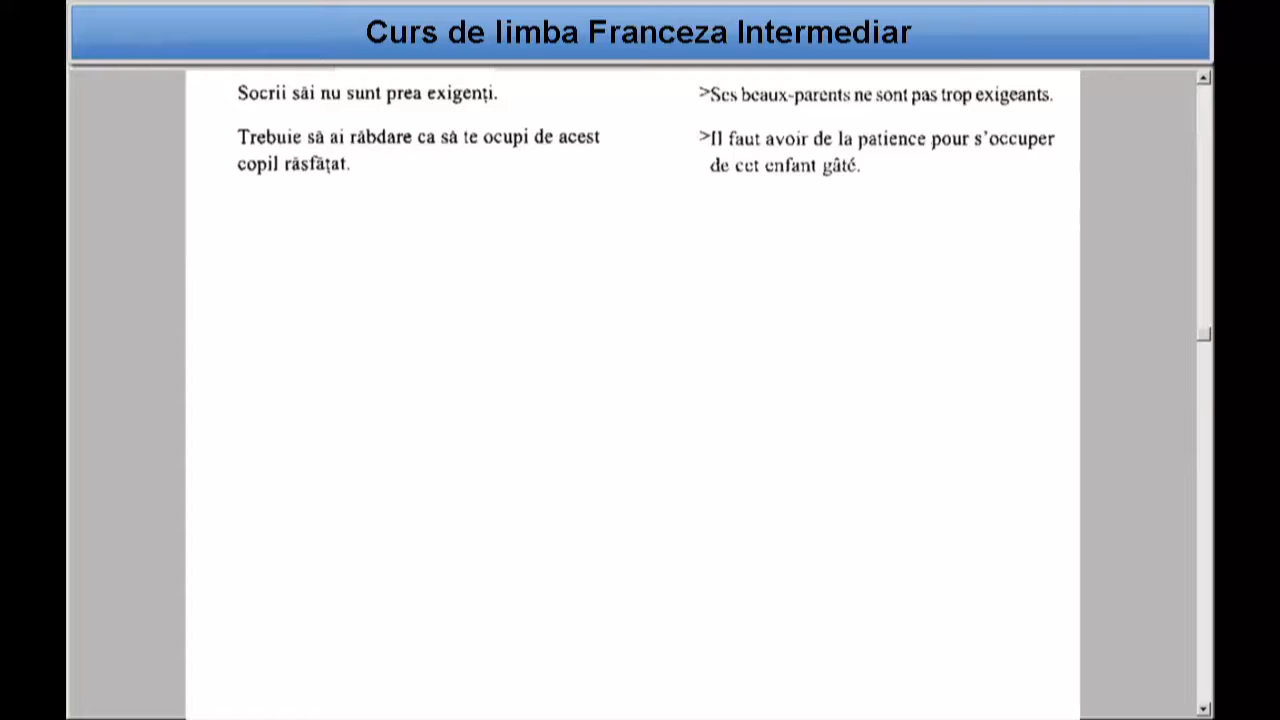 Curs de limba Franceza Intermediar
Socrii săi nu sunt prea exigenți.
>Ses beaux-parents ne sont pas trop exigeants.
Trebuie să ai răbdare ca să te ocupi de acest
copil răsfățat.
>Il faut avoir de la patience pour s'occuper
de cet enfant gâté.